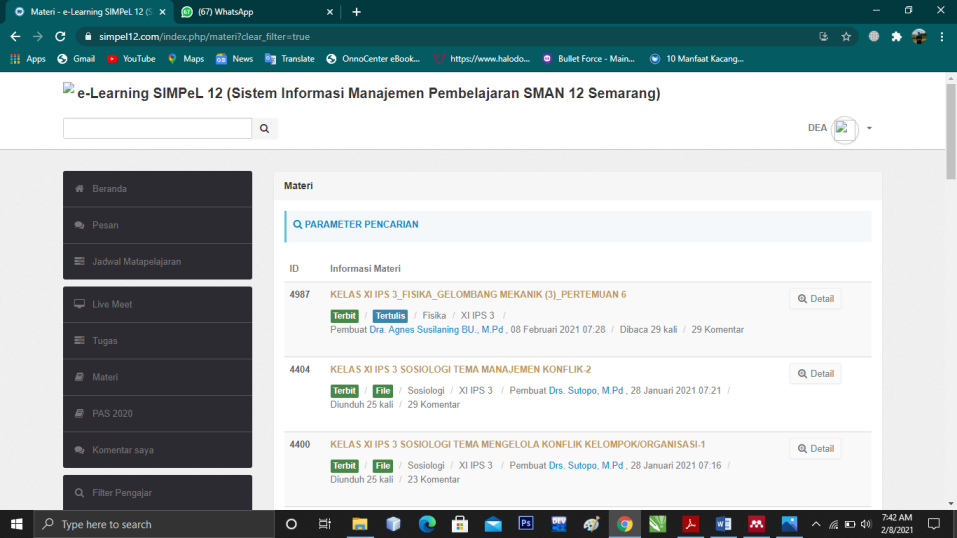 Materi - e-Learning SIMPeL 12 (S
(67) WhatsApp
simpel12.com/index.php/materi?clear_filter=true
Apps
Gmail
YouTube
Maps
News
Translate
OnnoCenter eBook...
https://www.halodo...
Bullet Force - Main...
10 Manfaat Kacang...
e-Learning SIMPeL 12 (Sistem Informasi Manajemen Pembelajaran SMAN 12 Semarang)
DEA
Beranda
Pesan
Jadwal Matapelajaran
Live Meet
Tugas
Materi
PAS 2020
Komentar saya
Filter Pengajar
Materi
PARAMETER PENCARIAN
ID Informasi Materi
4987 KELAS XI IPS 3_FISIKA_GELOMBANG MEKANIK (3)_PERTEMUAN 6 Detail
Terbit / Tertulis / Fisika / XI IPS 3 /
Pembuat Dra. Agnes Susilaning BU., M.Pd , 08 Februari 2021 07:28 / Dibaca 29 kali / 29 Komentar
4404 KELAS XI IPS 3 SOSIOLOGI TEMA MANAJEMEN KONFLIK-2 Detail
Terbit / File / Sosiologi / XI IPS 3 / Pembuat Drs. Sutopo, M.Pd , 28 Januari 2021 07:21 /
Diunduh 25 kali / 29 Komentar
4400 KELAS XI IPS 3 SOSIOLOGI TEMA MENGELOLA KONFLIK KELOMPOK/ORGANISASI-1 Detail
Terbit / File / Sosiologi / XI IPS 3 / Pembuat Drs. Sutopo, M.Pd , 28 Januari 2021 07:16 /
Diunduh 25 kali / 23 Komentar
Type here to search
Ps
DEV
7:42 AM
2/8/2021